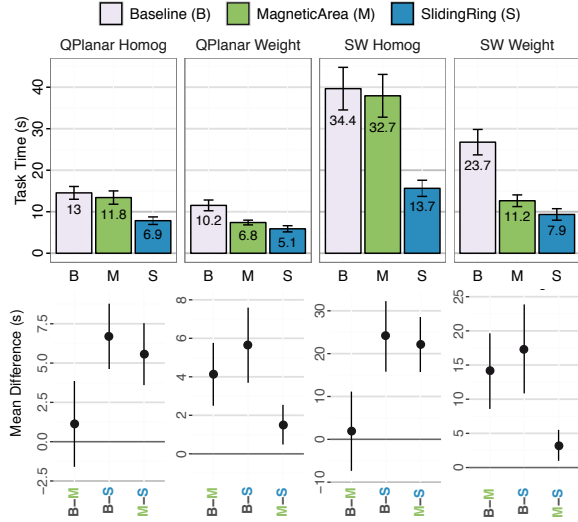 Baseline (B) MagneticArea (M) SlidingRing (S)
QPlanar Homog QPlanar Weight SW Homog SW Weight
Task Time (s)
40
30
20
10
0
13 11.8 6.9
10.2 6.8 5.1
34.4 32.7 13.7
23.7 11.2 7.9
B M S B M S B M S B M S
Mean Difference (s)
7.5
5.0
2.5
0.0
−2.5
8
6
4
2
0
30
20
10
0
−10
25
20
15
10
5
0
B−M B−S M−S B−M B−S M−S B−M B−S M−S B−M B−S M−S